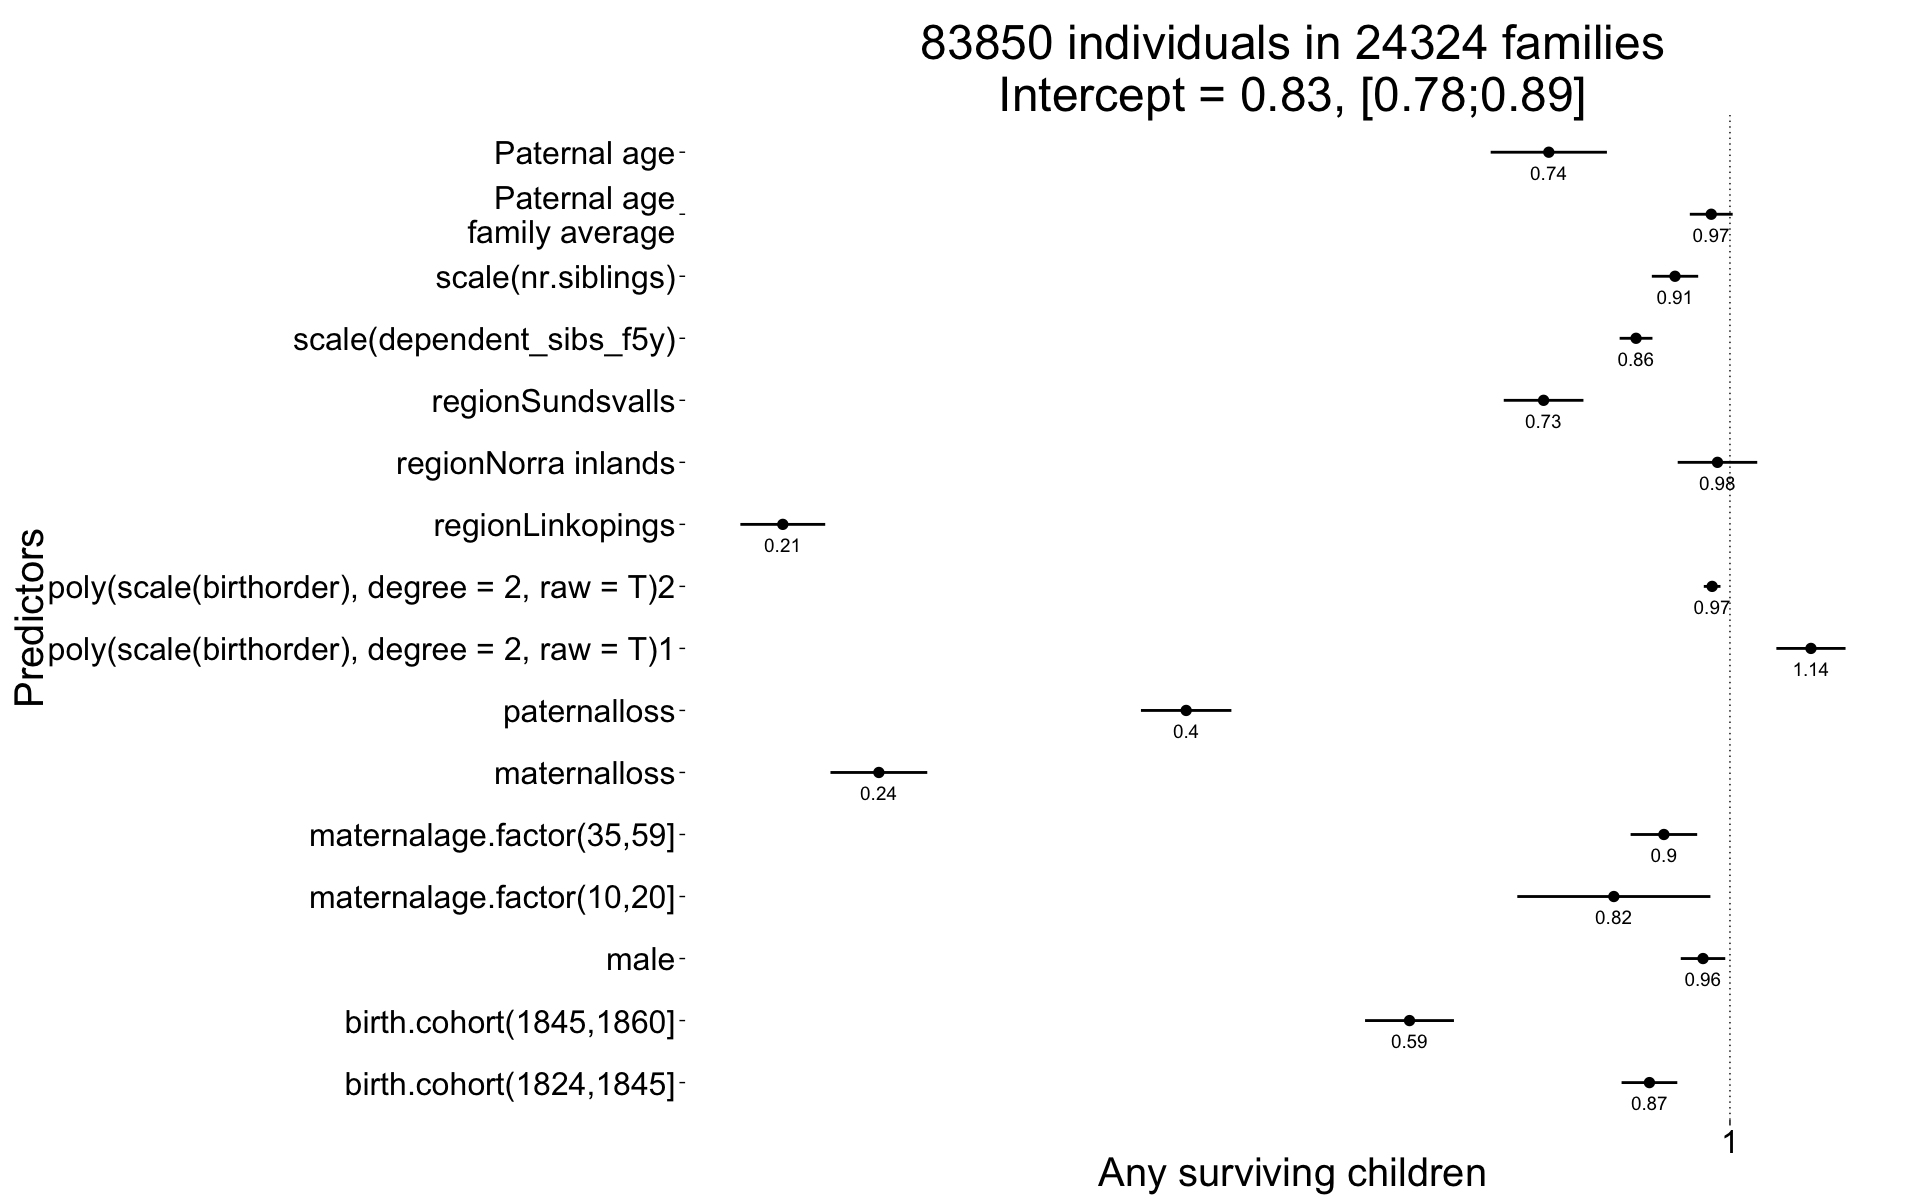 83850 individuals in 24324 families
Intercept = 0.83, [0.78;0.89]
Predictors
Paternal age
0.74
Paternal age
family average
0.97
scale(nr.siblings)
0.91
scale(dependent_sibs_f5y)
0.86
regionSundsvalls
0.73
regionNorra inlands
0.98
regionLinkopings
0.21
poly(scale(birthorder), degree = 2, raw = T)2
0.97
poly(scale(birthorder), degree = 2, raw = T)1
1.14
paternalloss
0.4
maternalloss
0.24
maternalage.factor(35,59]
0.9
maternalage.factor(10,20]
0.82
male
0.96
birth.cohort(1845,1860]
0.59
birth.cohort(1824,1845]
0.87
1
Any surviving children